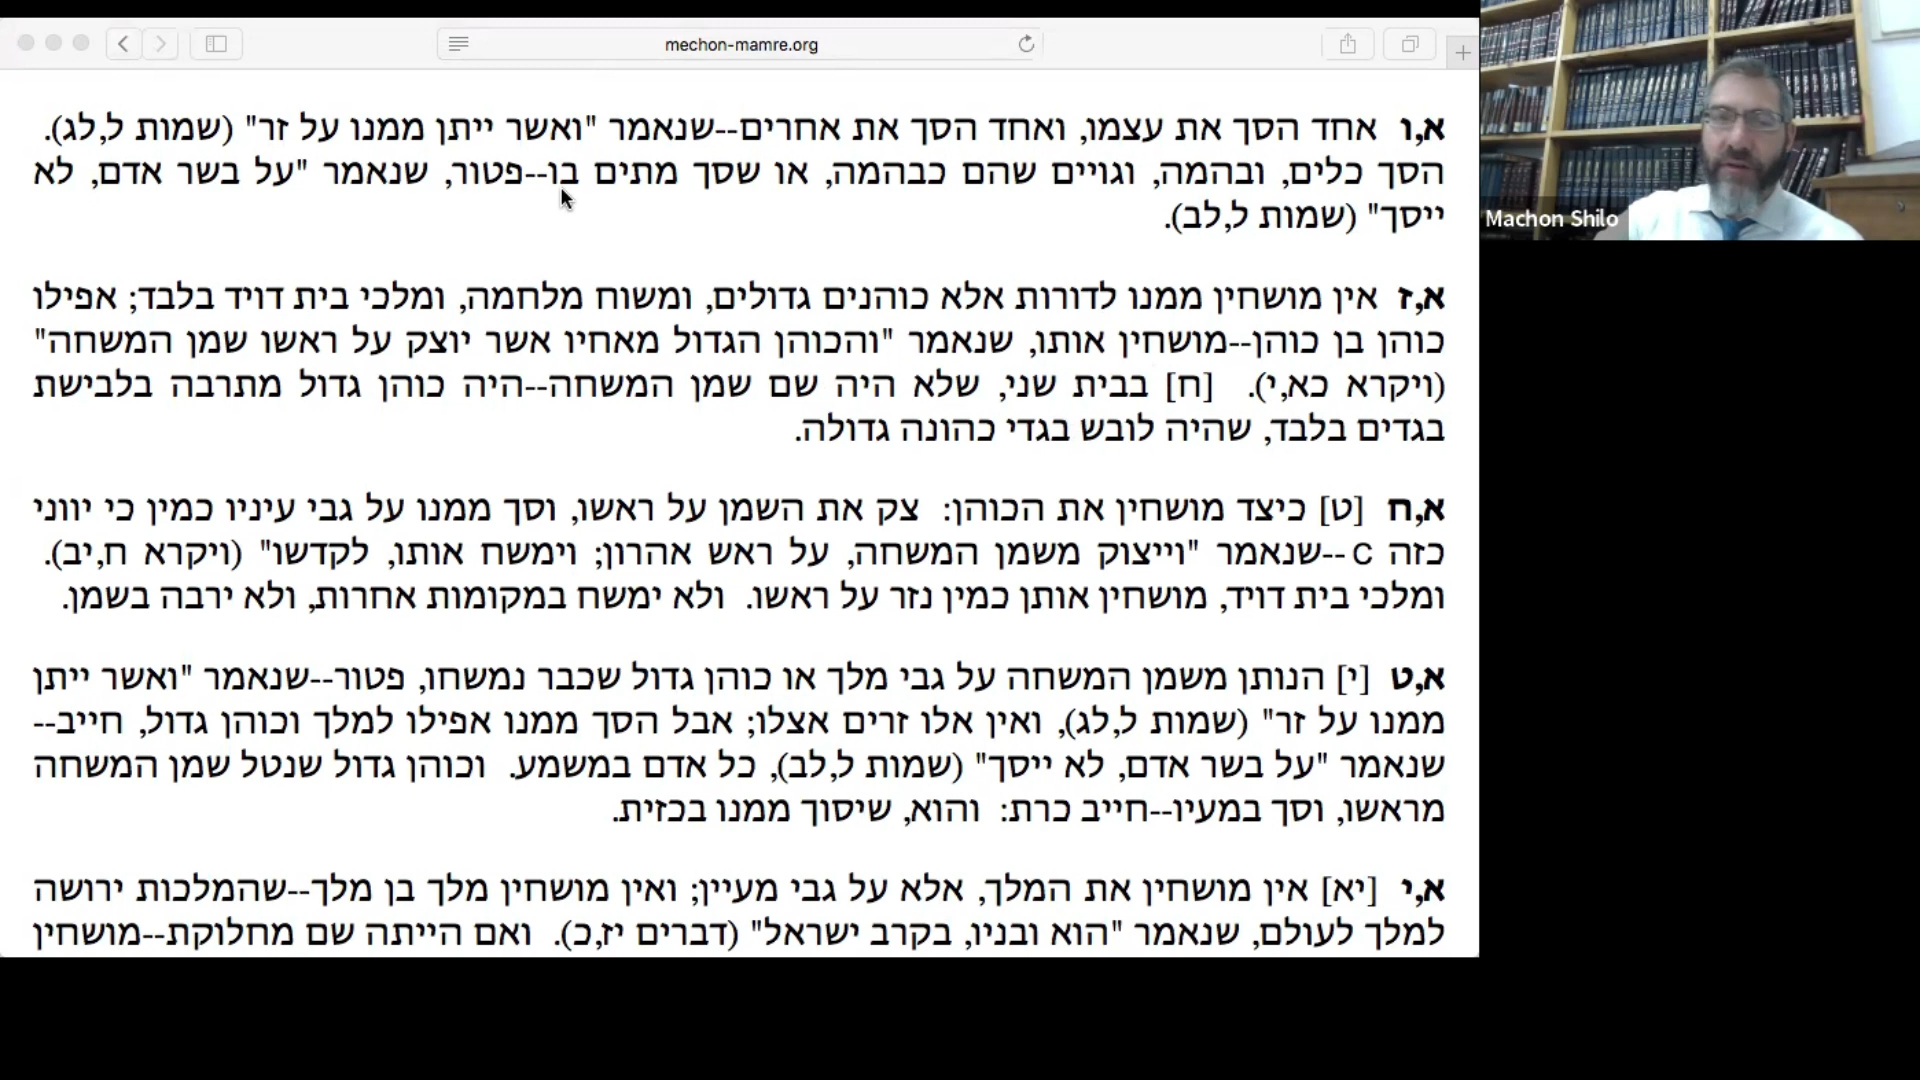 mechon-mamre.org
א,ו אחד הסך את עצמו, ואחד הסך את אחרים--שנאמר "ואשר ייתן ממנו על זר" (שמות ל,לג).
הסך כלים, ובהמה, וגויים שהם כבהמה, או שסך מתים בו--פטור, שנאמר "על בשר אדם, לא
ייסך" (שמות ל,לב).
א,ז אין מושחין ממנו לדורות אלא כוהנים גדולים, ומשוח מלחמה, ומלכי בית דויד בלבד; אפילו
כוהן בן כוהן--מושחין אותו, שנאמר "והכוהן הגדול מאחיו אשר יוצק על ראשו שמן המשחה"
(ויקרא כא,י). [ח] בבית שני, שלא היה שם שמן המשחה--היה כוהן גדול מתרבה בלבישת
בגדים בלבד, שהיה לובש בגדי כהונה גדולה.
א,ח [ט] כיצד מושחין את הכוהן: צק את השמן על ראשו, וסך ממנו על גבי עיניו כמין כי יווני
כזה C --שנאמר "וייצוק משמן המשחה, על ראש אהרון; וימשח אותו, לקדשו" (ויקרא ח,יב).
ומלכי בית דויד, מושחין אותן כמין נזר על ראשו. ולא ימשח במקומות אחרות, ולא ירבה בשמן.
א,ט [י] הנותן משמן המשחה על גבי מלך או כוהן גדול שכבר נמשחו, פטור--שנאמר "ואשר ייתן
ממנו על זר" (שמות ל,לג), ואין אלו זרים אצלו; אבל הסך ממנו אפילו למלך וכוהן גדול, חייב--
שנאמר "על בשר אדם, לא ייסך" (שמות ל,לב), כל אדם במשמע. וכוהן גדול שנטל שמן המשחה
מראשו, וסך במעיו--חייב כרת: והוא, שיסוך ממנו בכזית.
א,י [יא] אין מושחין את המלך, אלא על גבי מעיין; ואין מושחין מלך בן מלך--שהמלכות ירושה
למלך לעולם, שנאמר "הוא ובניו, בקרב ישראל" (דברים יז,כ). ואם הייתה שם מחלוקת--מושחין
Machon Shilo